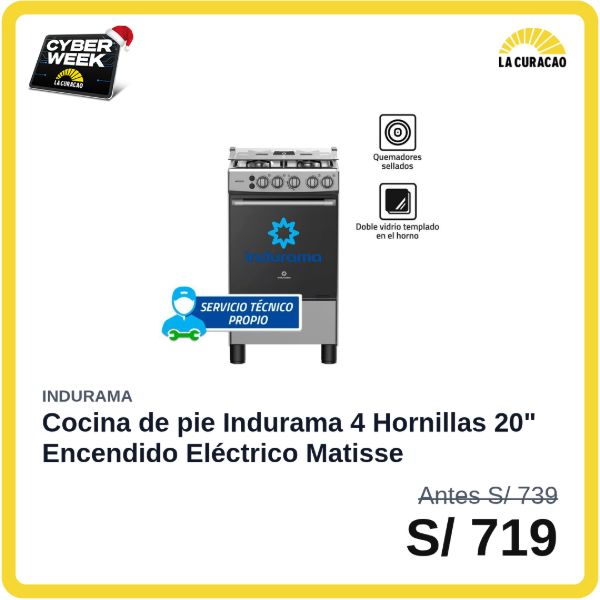 CYBER
WEEK
LA CURACAO
LA CURACAO
Quemadores
sellados
Doble vidrio templado
en el horno
indurama
SERVICIO TÉCNICO
PROPIO
INDURAMA
Cocina de pie Indurama 4 Hornillas 20"
Encendido Eléctrico Matisse
Antes S/ 739
S/ 719